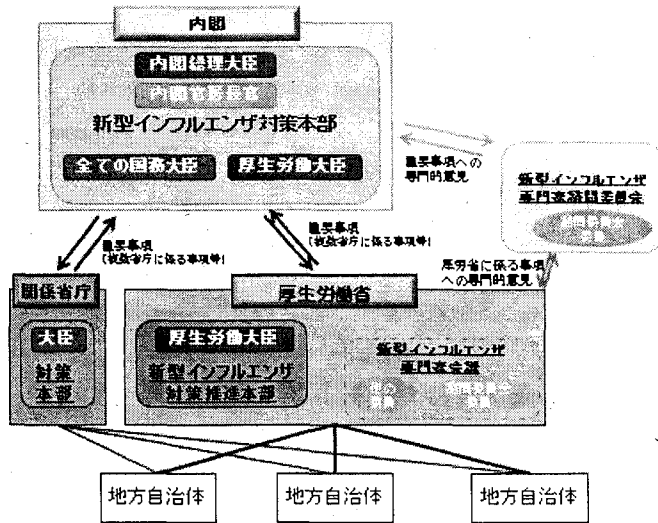 内閣
内閣総理大臣
内閣官房長官
新型インフルエンザ対策本部
全ての国務大臣
厚生労働大臣
重要事項への
専門的意見
新型インフルエンザ
専門家諮問委員会
重要事項
(複数省庁に係る事項等)
重要事項
(複数省庁に係る事項等)
厚労省に係る事項
への専門的意見
関係省庁
大臣
対策
本部
厚生労働省
厚生労働大臣
新型インフルエンザ
対策推進本部
新型インフルエンザ
専門家会議
地方自治体
地方自治体
地方自治体